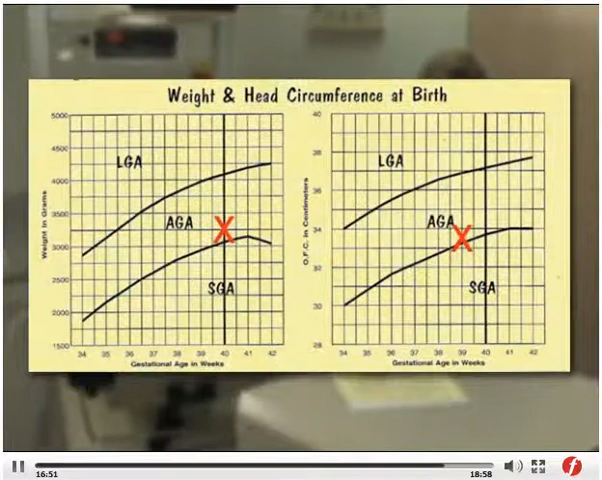 Weight & Head Circumference at Birth
5000
4500
4000
3500
3000
2500
2000
1500
Weight in Grams
LGA
AGA
X
SGA
34 35 36 37 38 39 40 41 42
Gestational Age in Weeks
40
38
36
34
32
30
28
O.F.C. in Centimeters
LGA
AGA
X
SGA
34 35 36 37 38 39 40 41 42
Gestational Age in Weeks
16:51
18:58
f